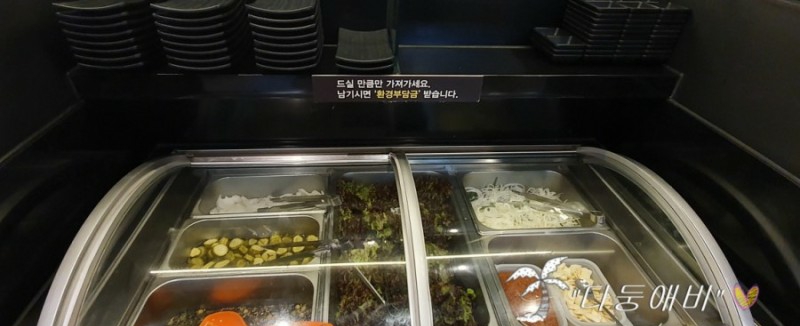 드실 만큼만 가져가세요.
남기시면 '환경부담금' 받습니다.
"디둥애비"